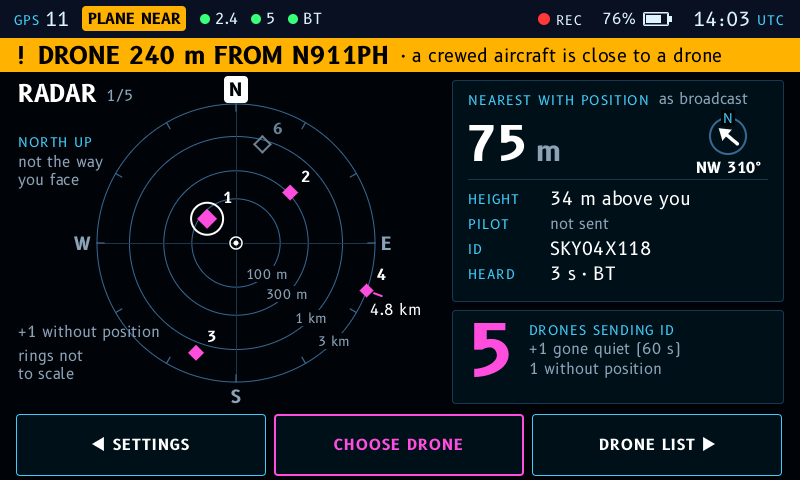 GPS 11 PLANE NEAR 2.4 5 BT REC 76% 14:03 UTC
! DRONE 240 m FROM N911PH · a crewed aircraft is close to a drone
RADAR 1/5
N
NORTH UP
not the way
you face
6
2
1
W
E
100 m
300 m
1 km
3 km
4
4.8 km
+1 without position
3
rings not
to scale
S
NEAREST WITH POSITION as broadcast
75 m
N
NW 310°
HEIGHT 34 m above you
PILOT not sent
ID SKY04X118
HEARD 3 s · BT
5 DRONES SENDING ID
+1 gone quiet (60 s)
1 without position
◀ SETTINGS
CHOOSE DRONE
DRONE LIST ▶